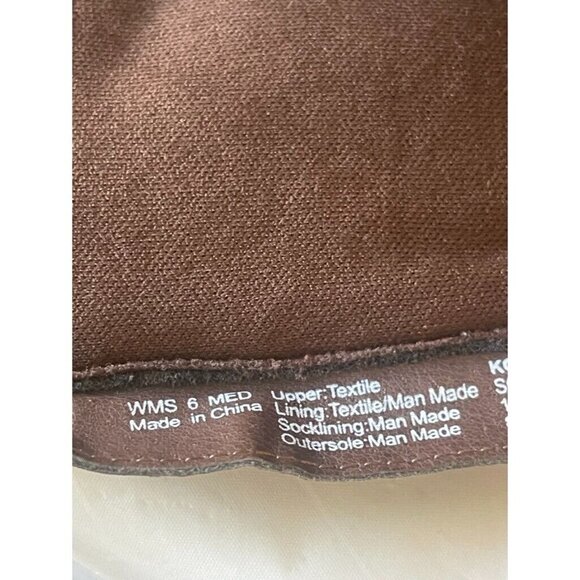 WMS 6 MED
Made in China
Upper:Textile
Lining:Textile/Man Made
Socklining:Man Made
Outersole:Man Made